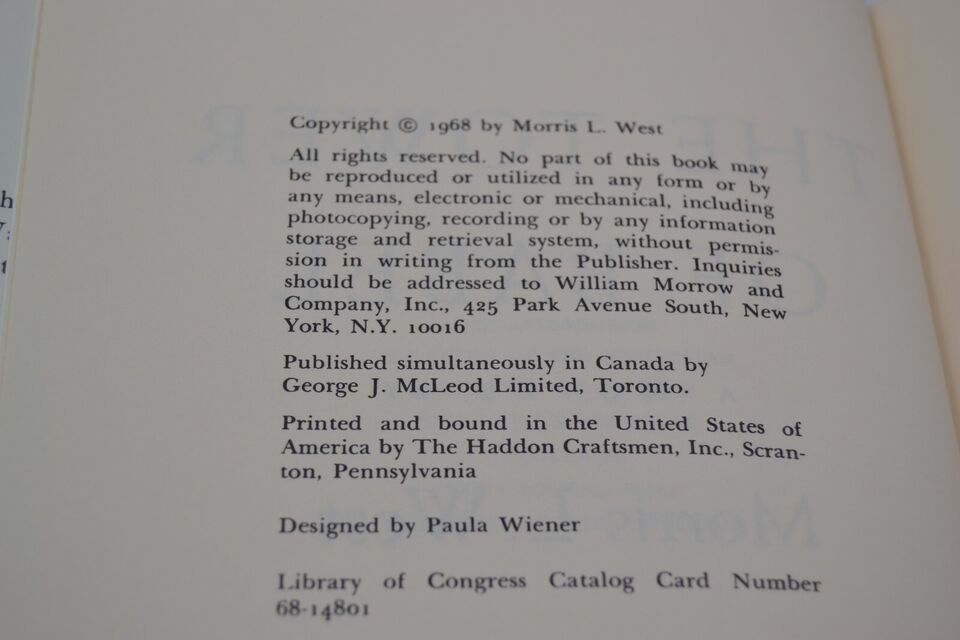 Copyright © 1968 by Morris L. West
All rights reserved. No part of this book may
be reproduced or utilized in any form or by
any means, electronic or mechanical, including
photocopying, recording or by any information
storage and retrieval system, without permis-
sion in writing from the Publisher. Inquiries
should be addressed to William Morrow and
Company, Inc., 425 Park Avenue South, New
York, N.Y. 10016
Published simultaneously in Canada by
George J. McLeod Limited, Toronto.
Printed and bound in the United States of
America by The Haddon Craftsmen, Inc., Scran-
ton, Pennsylvania
Designed by Paula Wiener
Library of Congress Catalog Card Number
68-14801